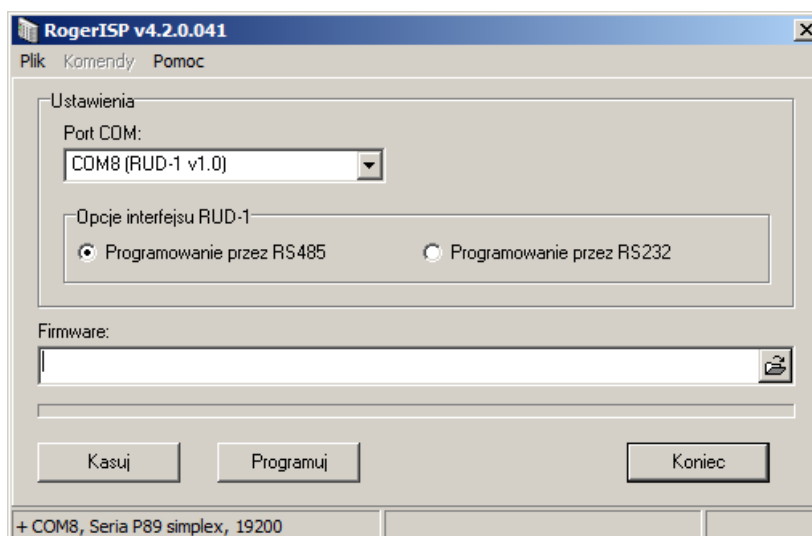 RogerISP v4.2.0.041
Plik Komendy Pomoc
Ustawienia
Port COM:
COM8 (RUD-1 v1.0)
Opcje interfejsu RUD-1
Programowanie przez RS485 Programowanie przez RS232
Firmware:
Kasuj Programuj Koniec
+ COM8, Seria P89 simplex, 19200